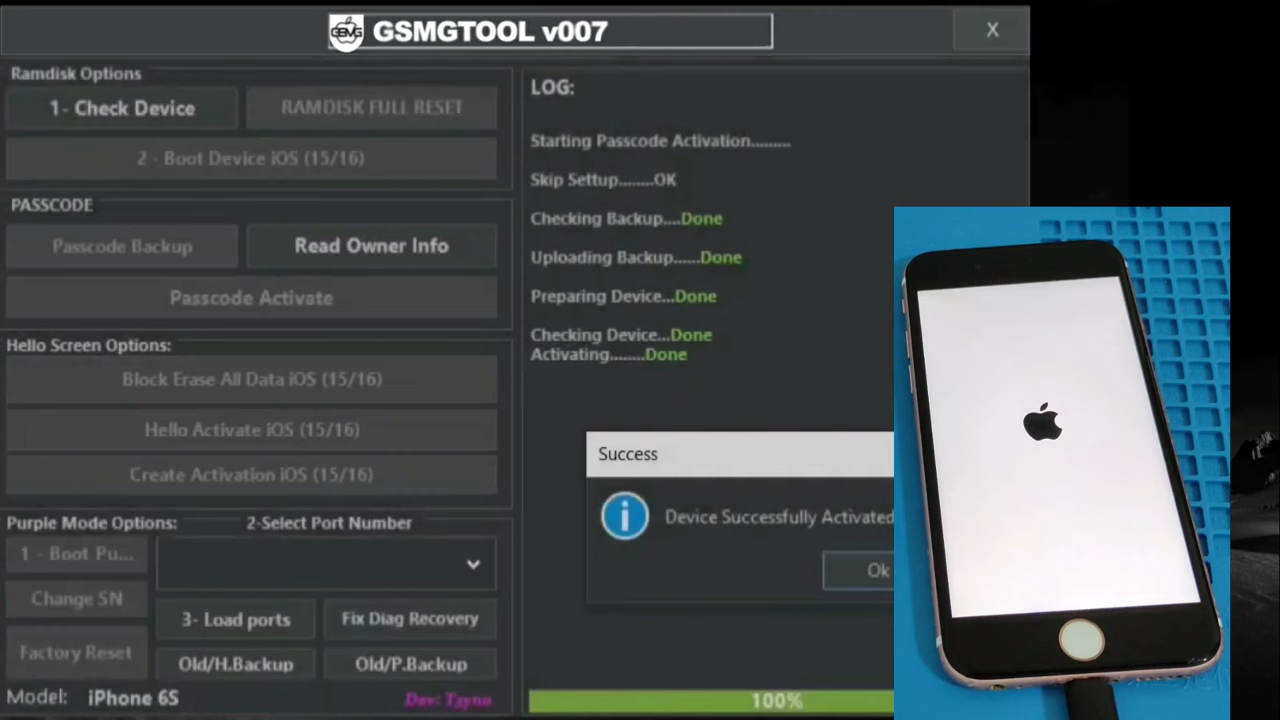 GSMG
GSMGTOOL v007
X
Ramdisk Options
1- Check Device
RAMDISK FULL RESET
2 - Boot Device iOS (15/16)
PASSCODE
Passcode Backup
Read Owner Info
Passcode Activate
Hello Screen Options:
Block Erase All Data iOS (15/16)
Hello Activate iOS (15/16)
Create Activation iOS (15/16)
Purple Mode Options:
2-Select Port Number
1 - Boot Pu...
Change SN
3- Load ports
Fix Diag Recovery
Factory Reset
Old/H.Backup
Old/P.Backup
Model: iPhone 6S
LOG:
Starting Passcode Activation.........
Skip Settup........OK
Checking Backup....Done
Uploading Backup......Done
Preparing Device...Done
Checking Device...Done
Activating........Done
Success
Device Successfully Activated
Ok
100%